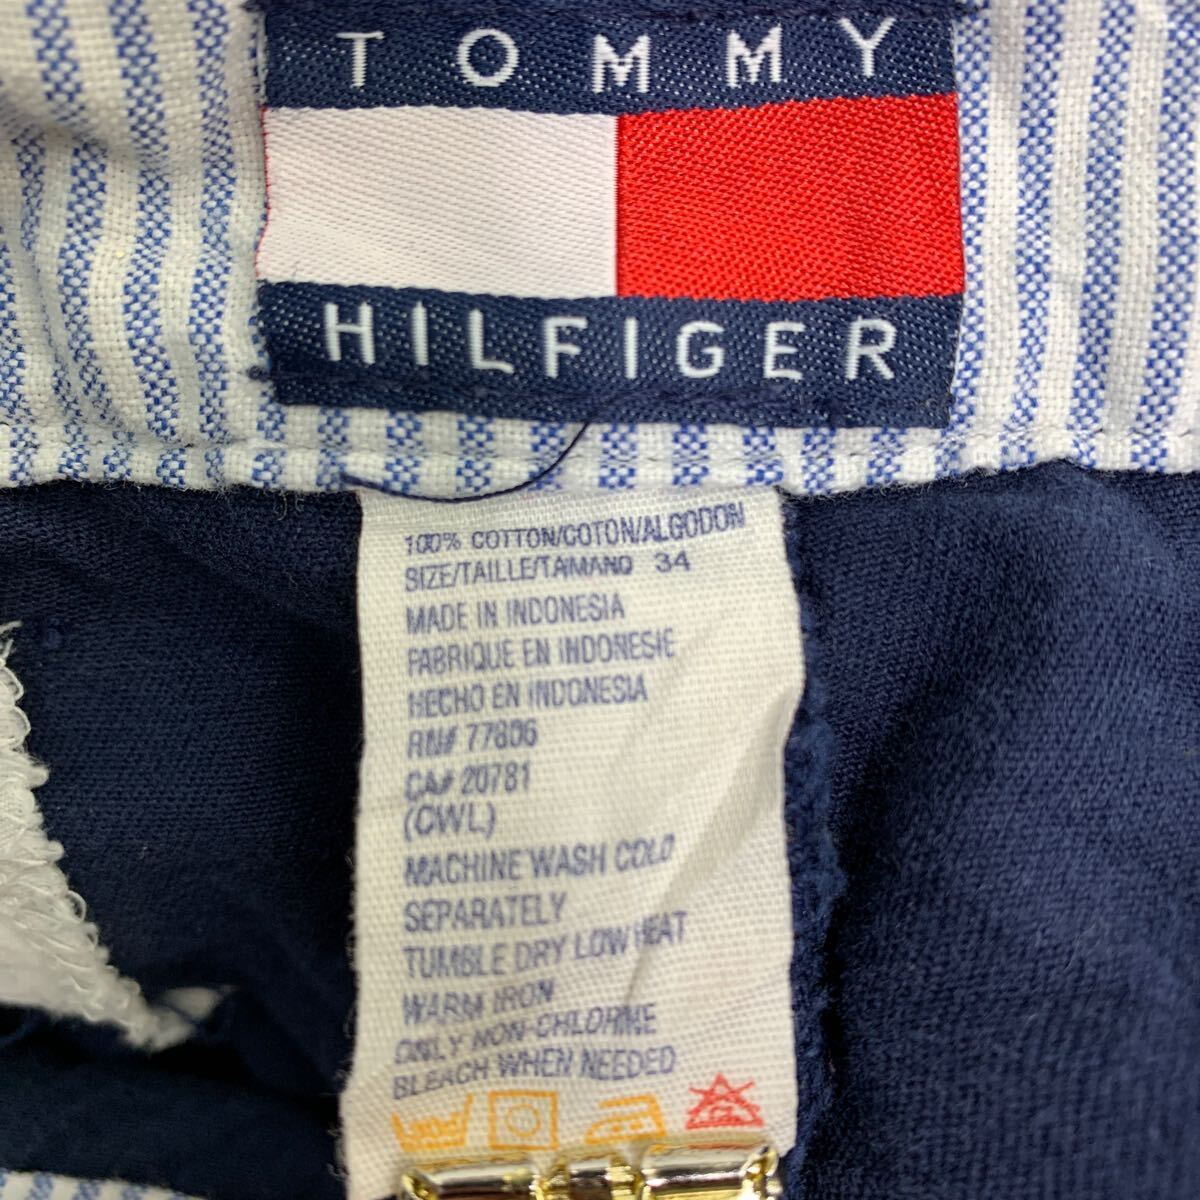 TOMMY
HILFIGER
100% COTTON/COTON/ALGODON
SIZE/TAILLE/TAMANO 34
MADE IN INDONESIA
FABRIQUE EN INDONESIE
HECHO EN INDONESIA
RN# 77806
CA# 20781
(CWL)
MACHINE WASH COLD
SEPARATELY
TUMBLE DRY LOW HEAT
WARM IRON
ONLY NON-CHLORINE
BLEACH WHEN NEEDED
CL